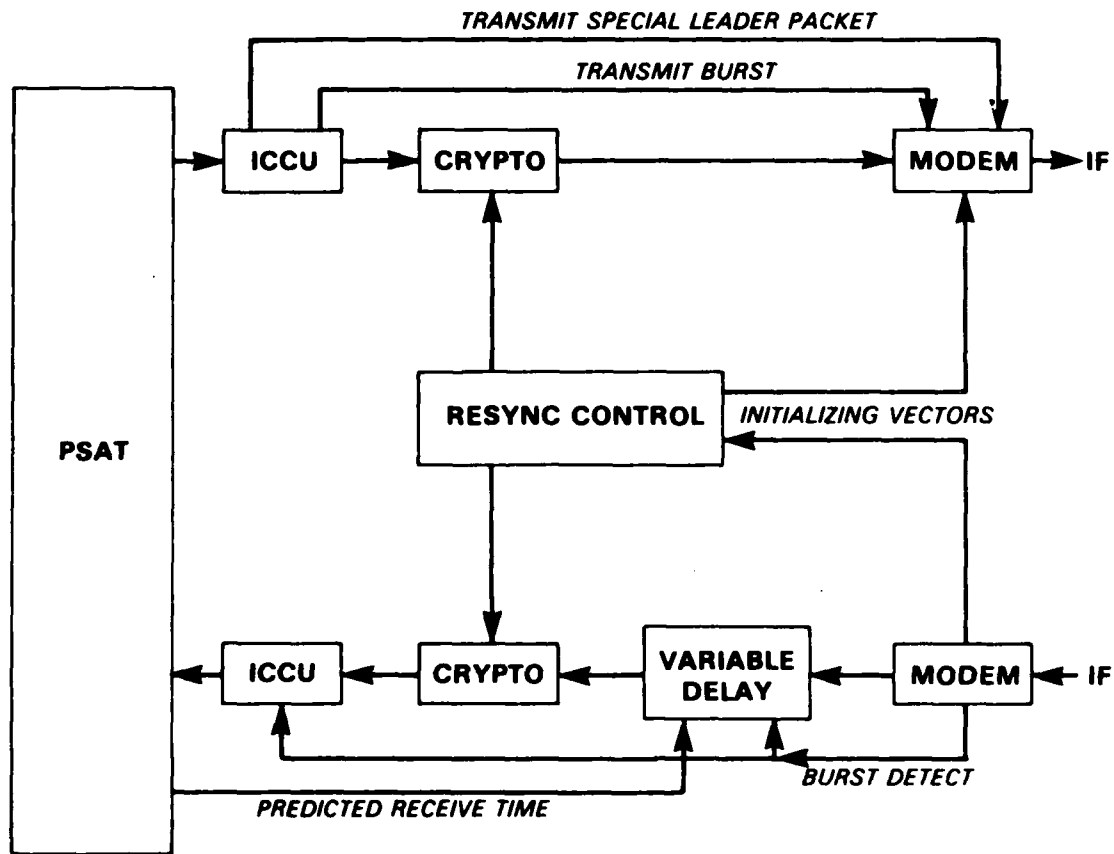 TRANSMIT SPECIAL LEADER PACKET
TRANSMIT BURST
ICCU
CRYPTO
MODEM
IF
RESYNC CONTROL
INITIALIZING VECTORS
PSAT
ICCU
CRYPTO
VARIABLE
DELAY
MODEM
IF
BURST DETECT
PREDICTED RECEIVE TIME